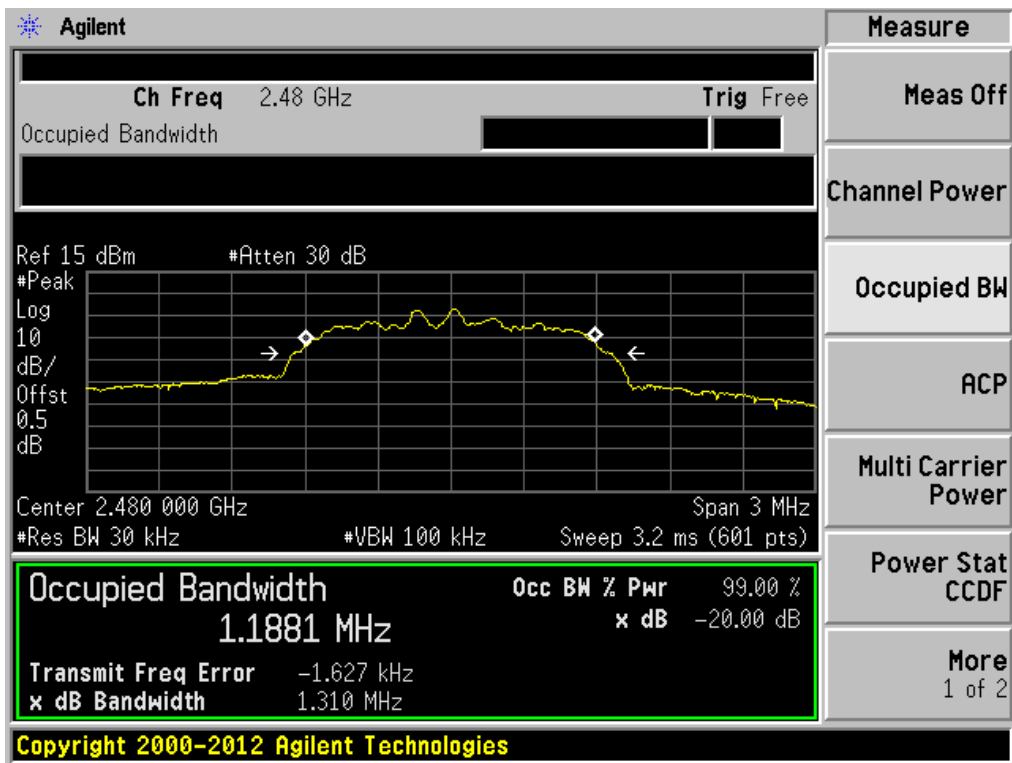 Agilent
Measure
Ch Freq 2.48 GHz Trig Free
Occupied Bandwidth
Meas Off
Channel Power
Occupied BW
ACP
Multi Carrier
Power
Power Stat
CCDF
More
1 of 2
Ref 15 dBm #Atten 30 dB
#Peak
Log
10
dB/
Offst
0.5
dB
Center 2.480 000 GHz Span 3 MHz
#Res BW 30 kHz #VBW 100 kHz Sweep 3.2 ms (601 pts)
Occupied Bandwidth
1.1881 MHz
Occ BW % Pwr 99.00 %
x dB -20.00 dB
Transmit Freq Error -1.627 kHz
x dB Bandwidth 1.310 MHz
Copyright 2000-2012 Agilent Technologies